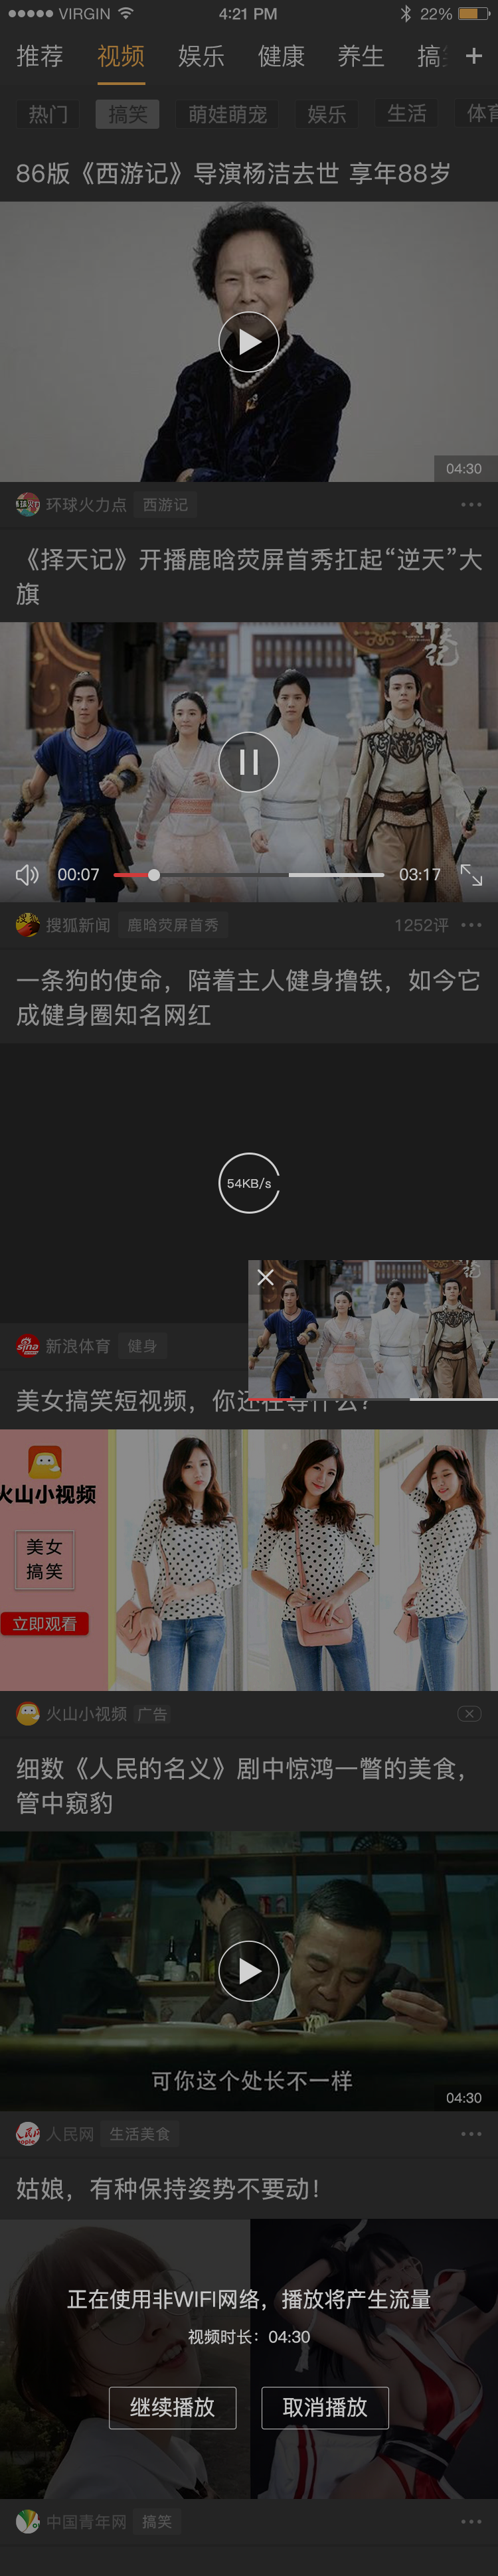 VIRGIN 4:21 PM 22%
推荐 视频 娱乐 健康 养生 搞
热门 搞笑 萌娃萌宠 娱乐 生活 体育
86版《西游记》导演杨洁去世 享年88岁
04:30
环球火力点 西游记
《择天记》开播鹿晗荧屏首秀扛起“逆天”大
旗
00:07 03:17
搜狐新闻 鹿晗荧屏首秀 1252评
一条狗的使命，陪着主人健身撸铁，如今它
成健身圈知名网红
54KB/s
sina
新浪体育 健身
美女搞笑短视频，你还在等什么？
火山小视频
美女
搞笑
立即观看
火山小视频 广告
细数《人民的名义》剧中惊鸿一瞥的美食，
管中窥豹
可你这个处长不一样
04:30
人民网 生活美食
姑娘，有种保持姿势不要动！
正在使用非WIFI网络，播放将产生流量
视频时长：04:30
继续播放 取消播放
中国青年网 搞笑